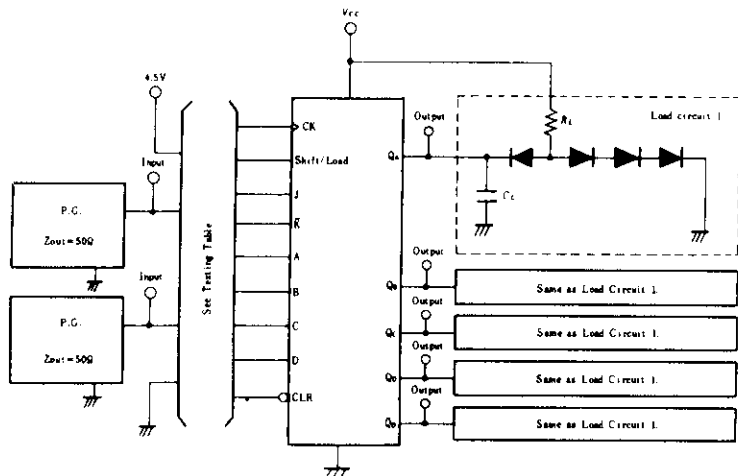 Vcc
4.5V
Output
RL
Load circuit 1
CK
Input
Shift/Load
QA
J
P.G.
CL
Zout=50Ω
K̅
A
Output
Input
QB
Same as Load Circuit 1.
See Testing Table
B
Output
P.G.
C
QC
Same as Load Circuit 1.
Zout=50Ω
Output
D
QD
Same as Load Circuit 1.
Output
CLR
Same as Load Circuit 1.